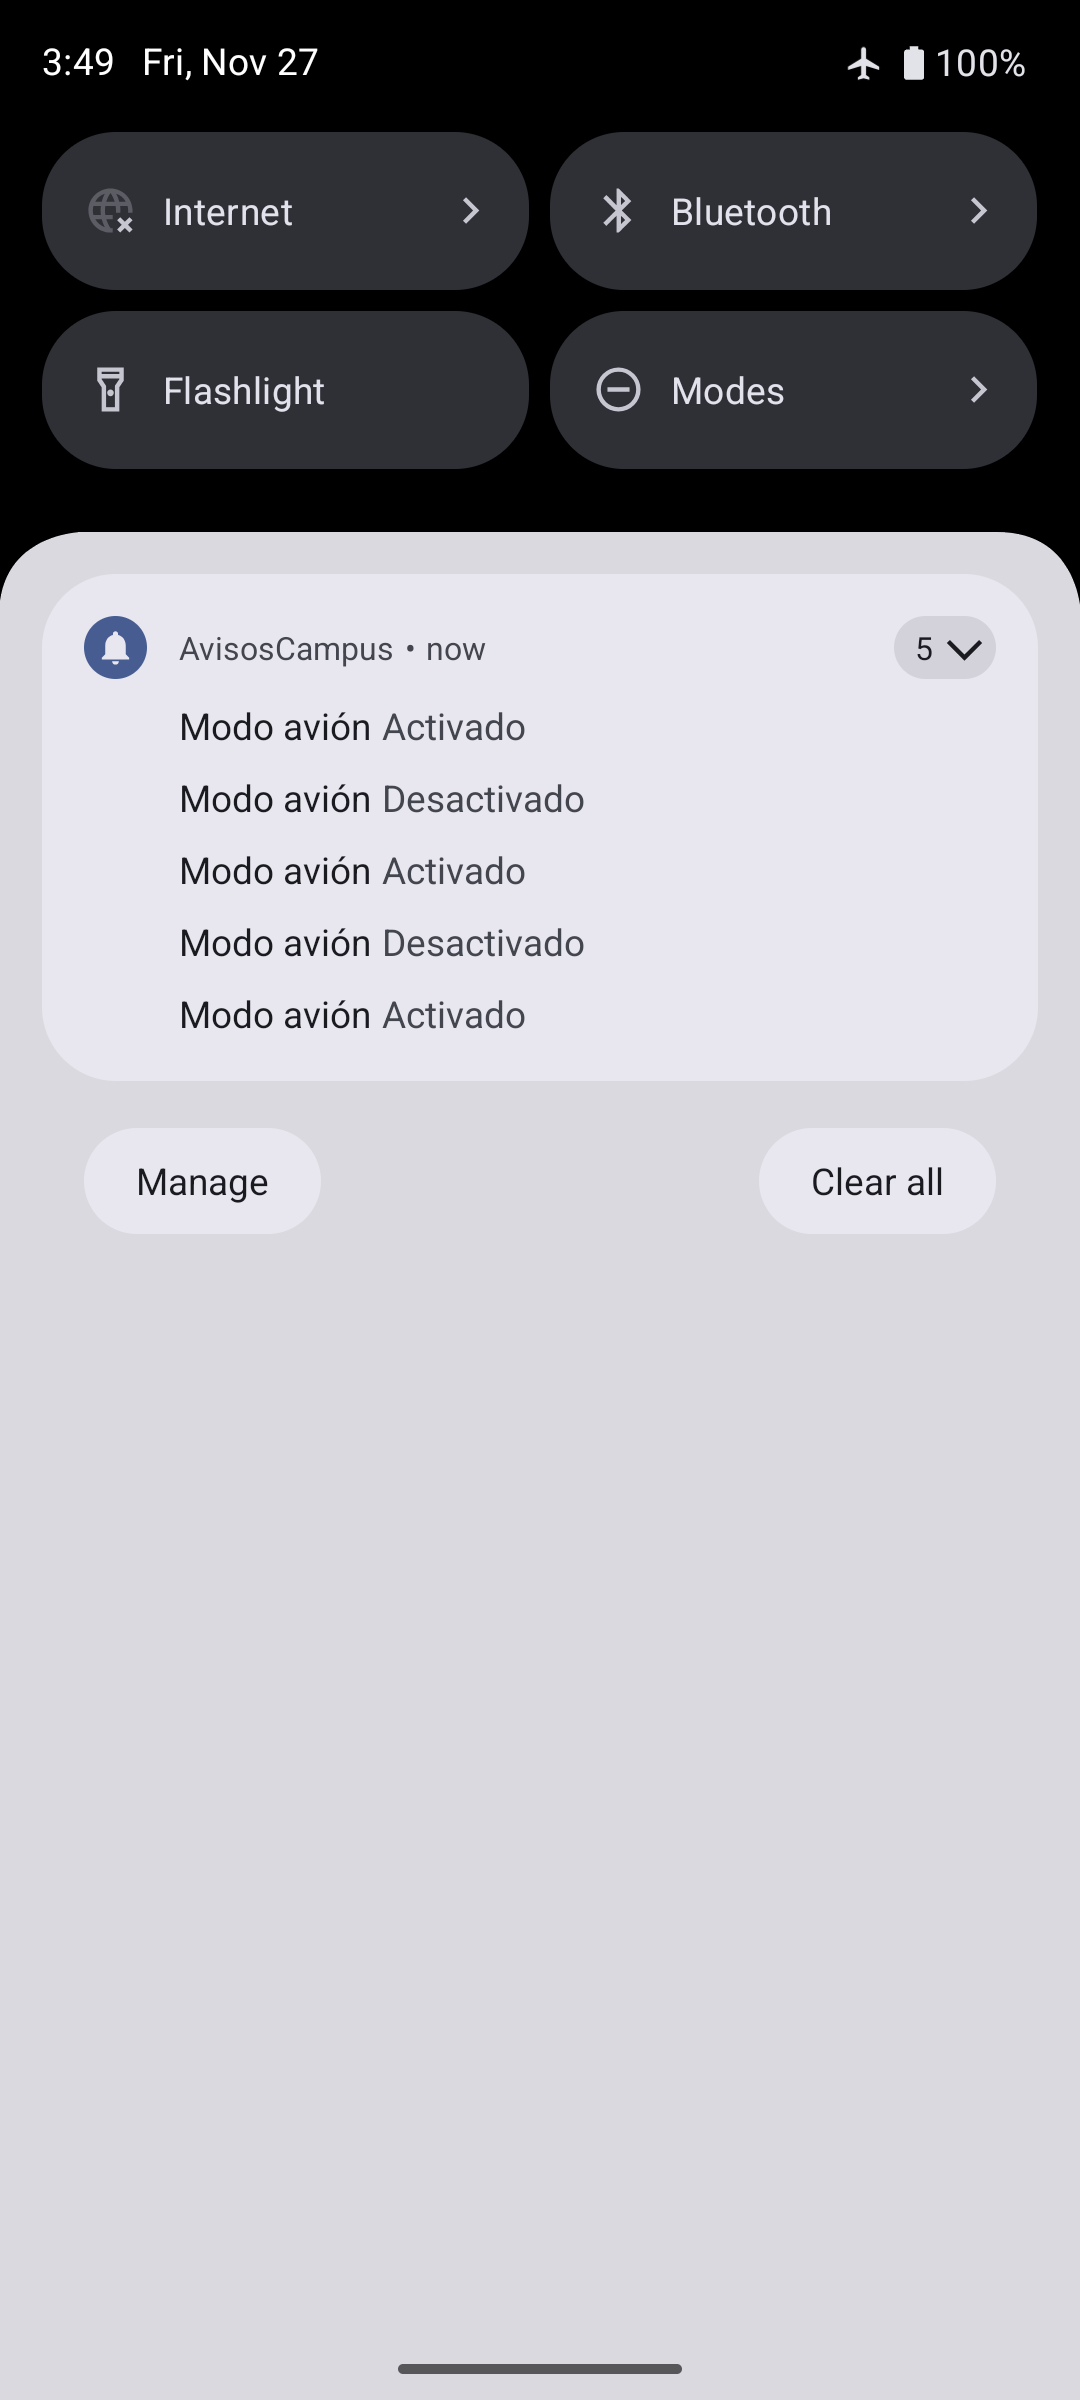 3:49 Fri, Nov 27 100%
Internet Bluetooth
Flashlight Modes
AvisosCampus • now 5
Modo avión Activado
Modo avión Desactivado
Modo avión Activado
Modo avión Desactivado
Modo avión Activado
Manage Clear all